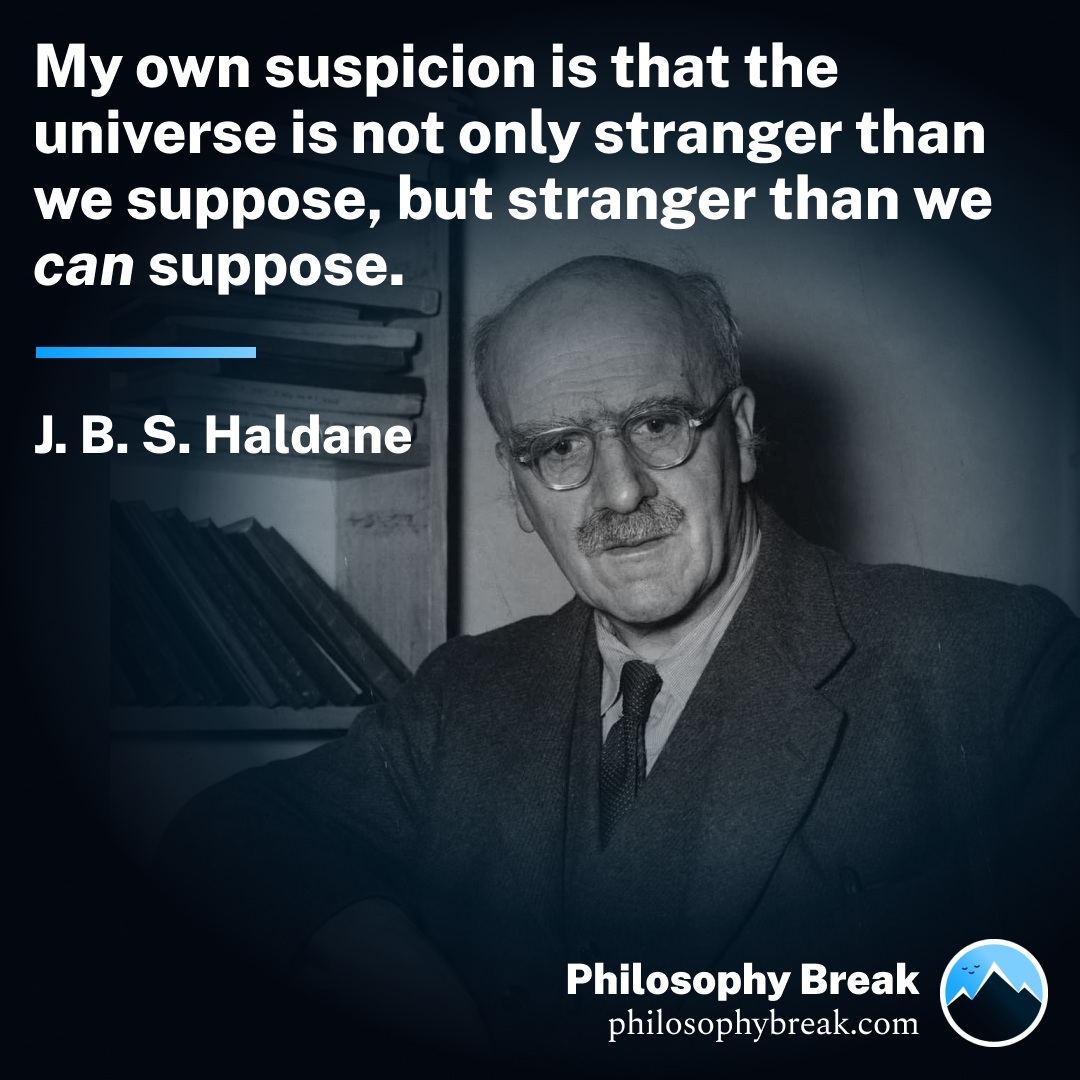 My own suspicion is that the
universe is not only stranger than
we suppose, but stranger than we
can suppose.
J. B. S. Haldane
Philosophy Break
philosophybreak.com